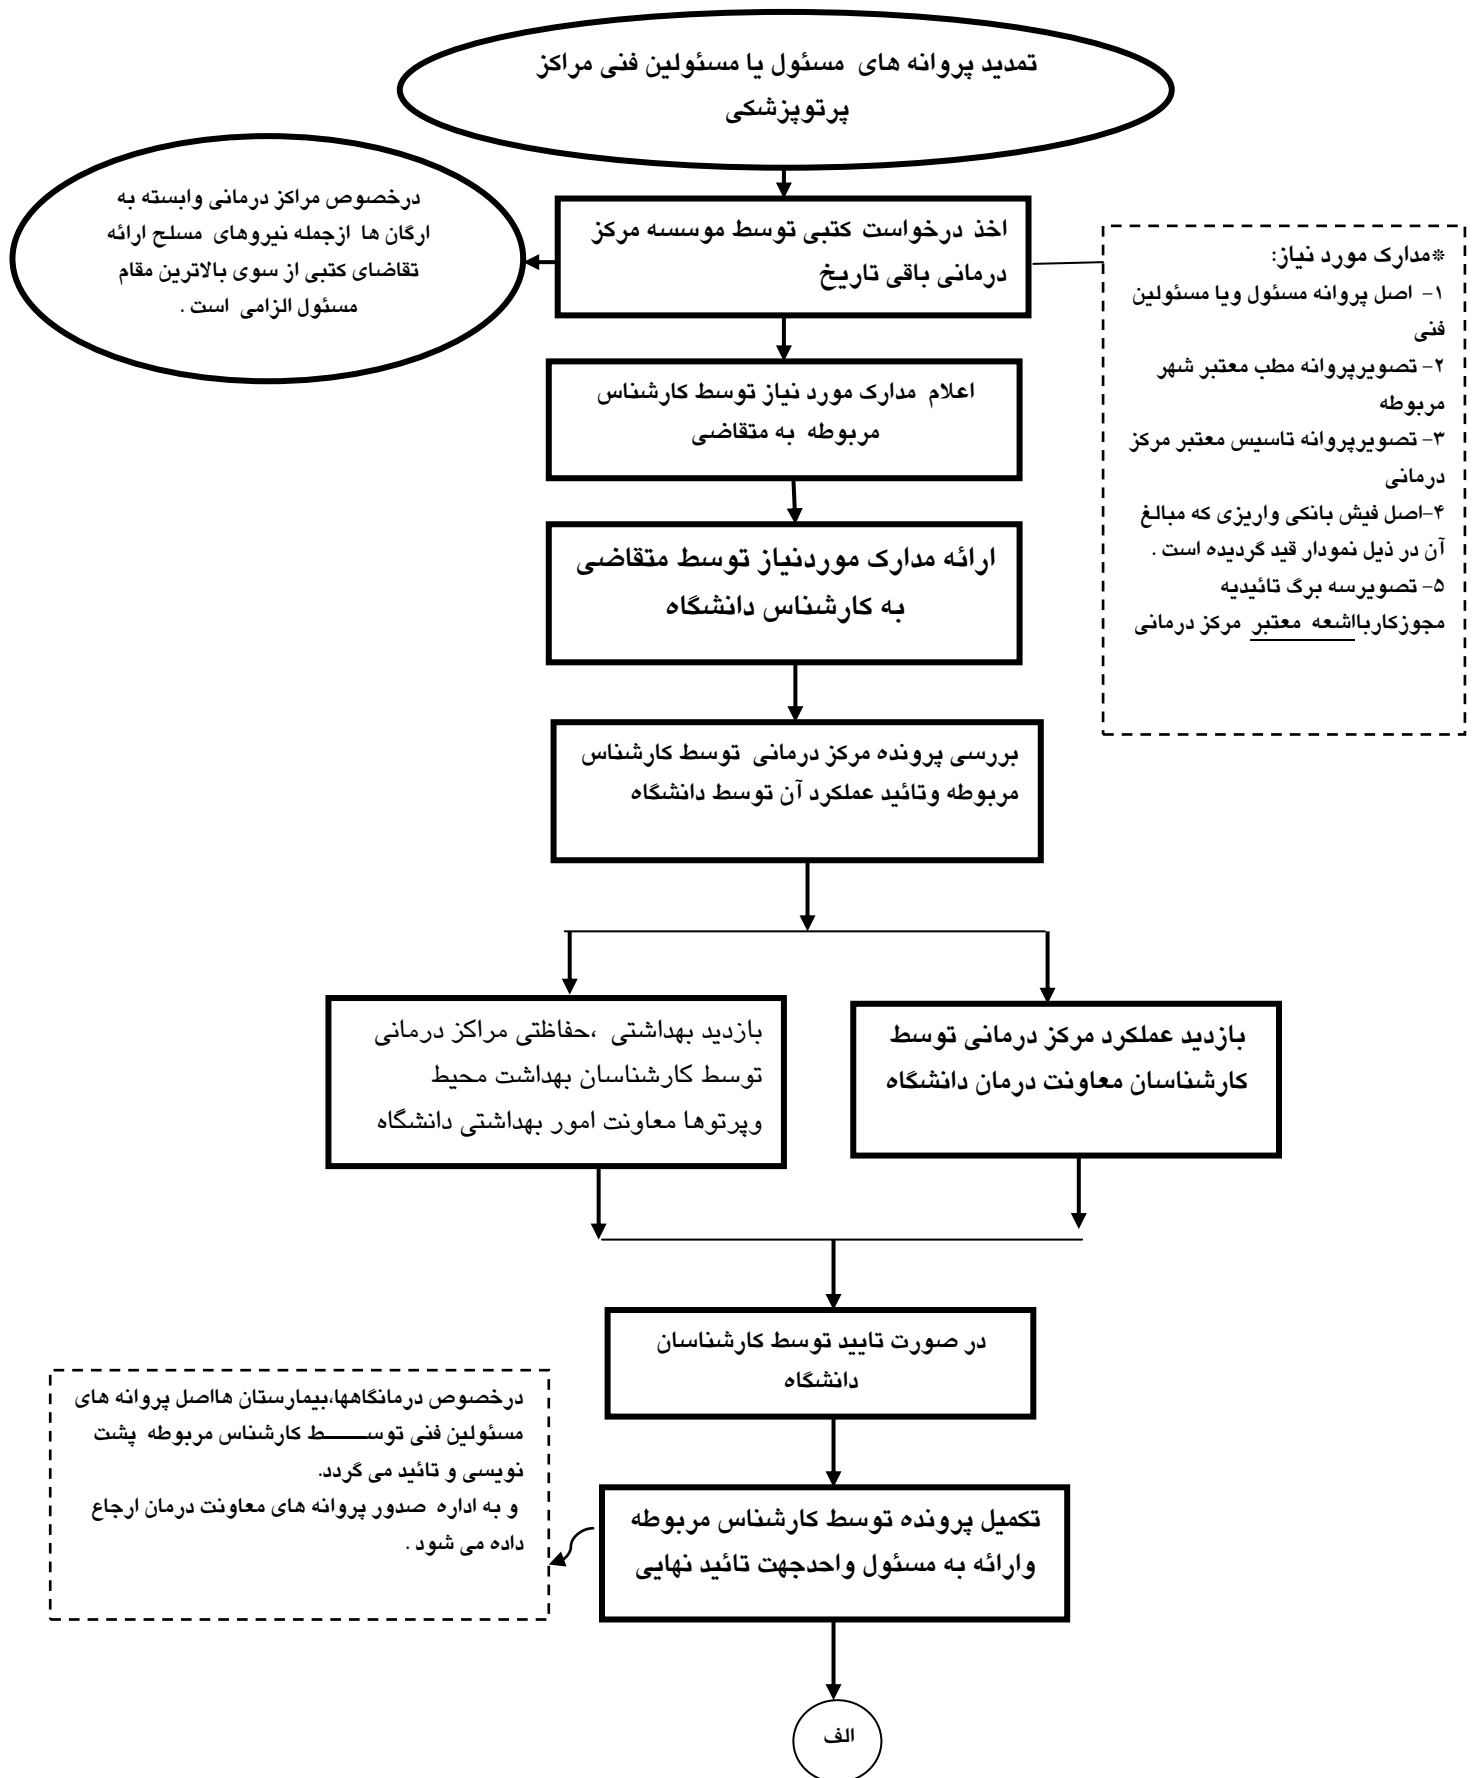 تمدید پروانه های مسئول یا مسئولین فنی مراکز
پرتوپزشکی
درخصوص مراکز درمانی وابسته به
ارگان ها ازجمله نیروهای مسلح ارائه
تقاضای کتبی از سوی بالاترین مقام
مسئول الزامی است .
اخذ درخواست کتبی توسط موسسه مرکز
درمانی باقی تاریخ
*مدارک مورد نیاز:
۱- اصل پروانه مسئول ویا مسئولین
فنی
۲- تصویرپروانه مطب معتبر شهر
مربوطه
۳- تصویرپروانه تاسیس معتبر مرکز
درمانی
۴-اصل فیش بانکی واریزی که مبالغ
آن در ذیل نمودار قید گردیده است .
۵- تصویرسه برگ تائیدیه
مجوزکاربااشعه معتبر مرکز درمانی
اعلام مدارک مورد نیاز توسط کارشناس
مربوطه به متقاضی
ارائه مدارک موردنیاز توسط متقاضی
به کارشناس دانشگاه
بررسی پرونده مرکز درمانی توسط کارشناس
مربوطه وتائید عملکرد آن توسط دانشگاه
بازدید عملکرد مرکز درمانی توسط
کارشناسان معاونت درمان دانشگاه
بازدید بهداشتی ،حفاظتی مراکز درمانی
توسط کارشناسان بهداشت محیط
وپرتوها معاونت امور بهداشتی دانشگاه
در صورت تایید توسط کارشناسان
دانشگاه
تکمیل پرونده توسط کارشناس مربوطه
وارائه به مسئول واحدجهت تائید نهایی
درخصوص درمانگاهها،بیمارستان هااصل پروانه های
مسئولین فنی توســـــط کارشناس مربوطه پشت
نویسی و تائید می گردد.
و به اداره صدور پروانه های معاونت درمان ارجاع
داده می شود .
الف